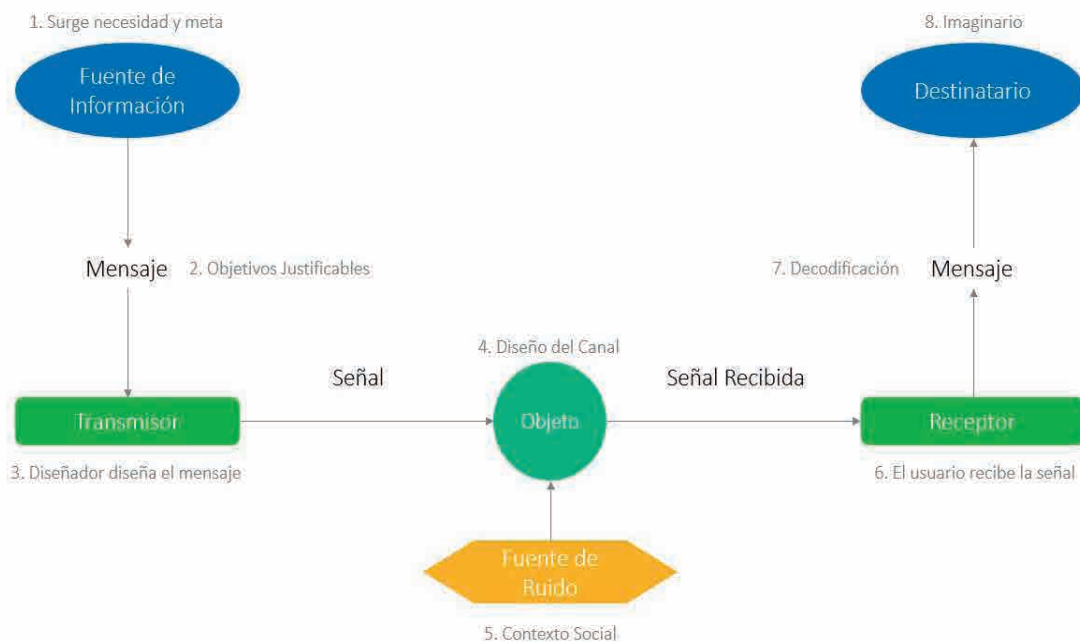 1. Surge necesidad y meta
Fuente de
Información
Mensaje
2. Objetivos Justificables
Transmisor
3. Diseñador diseña el mensaje
Señal
4. Diseño del Canal
Objeto
Fuente de
Ruido
5. Contexto Social
Señal Recibida
Receptor
6. El usuario recibe la señal
7. Decodificación
Mensaje
8. Imaginario
Destinatario